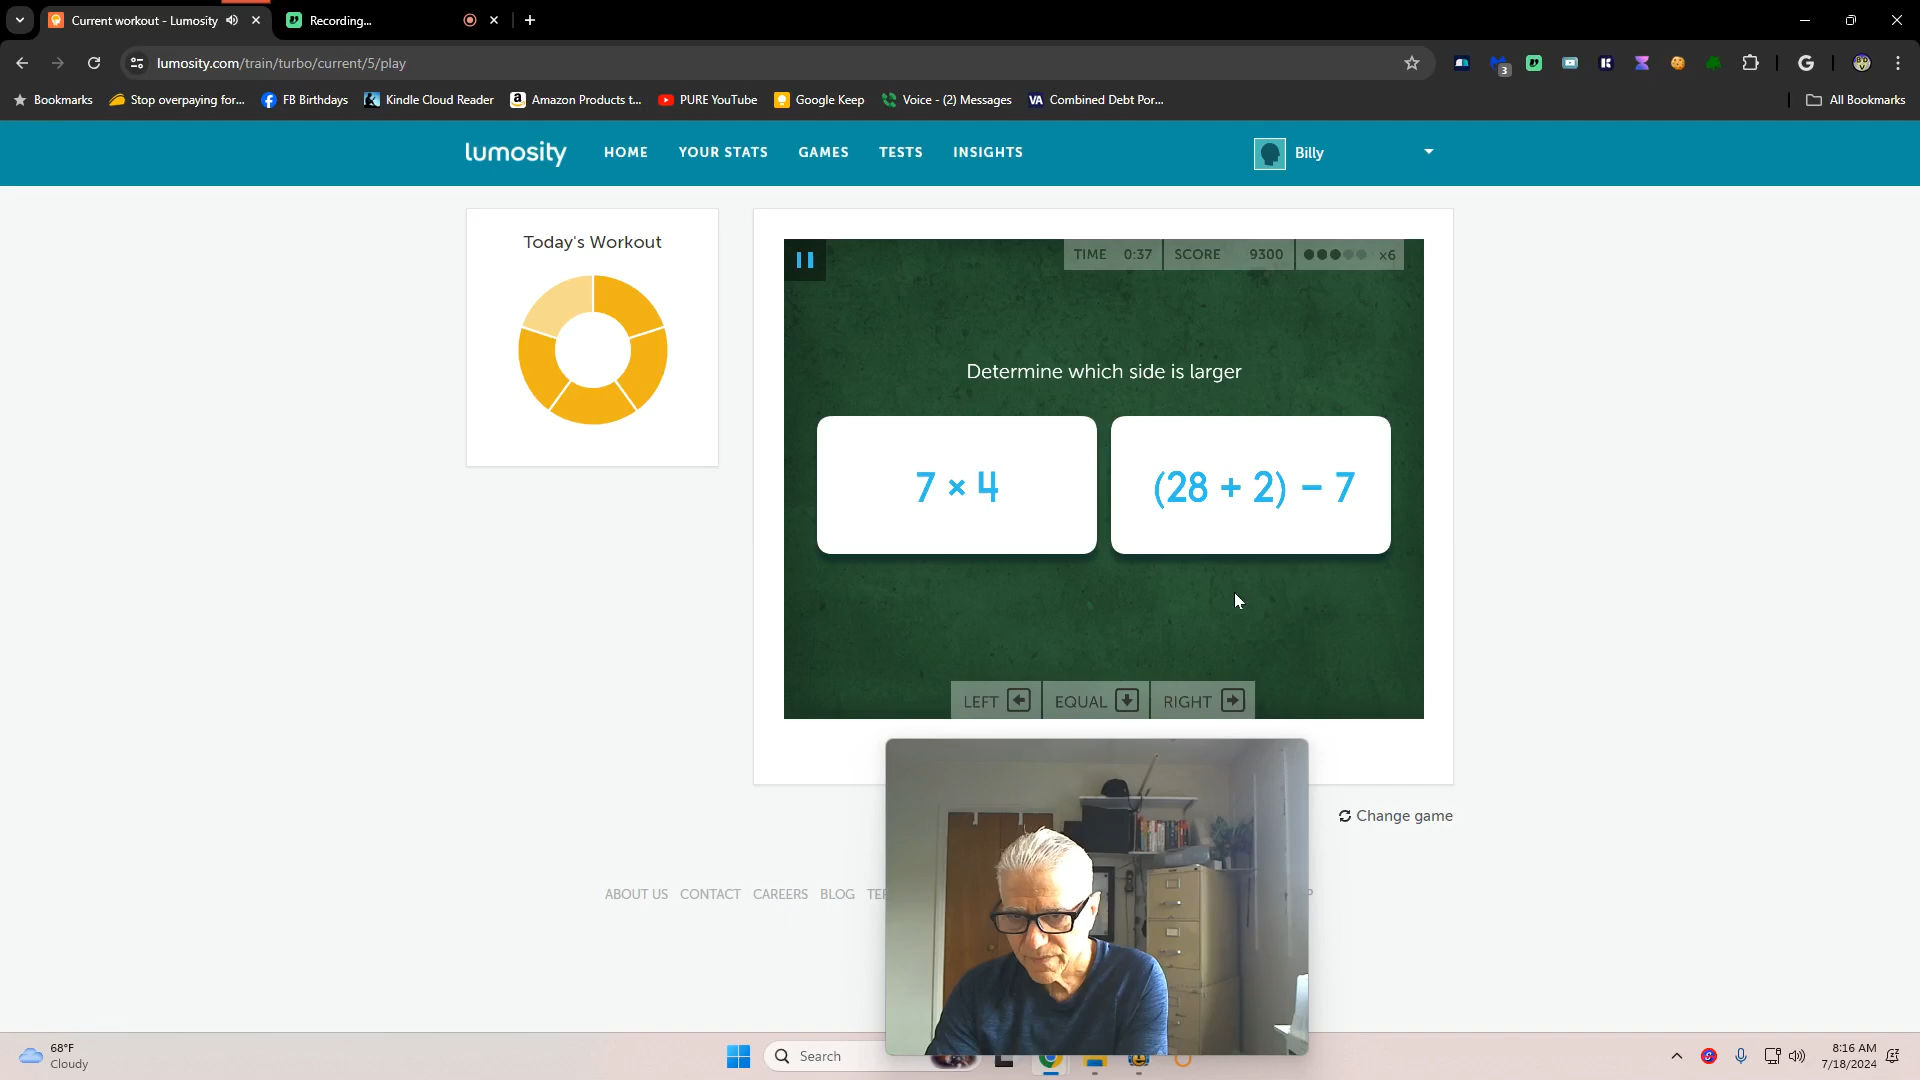 Current workout - Lumosity
Recording...
lumosity.com/train/turbo/current/5/play
3
G
Bookmarks
Stop overpaying for...
FB Birthdays
Kindle Cloud Reader
Amazon Products t...
PURE YouTube
Google Keep
Voice - (2) Messages
VA Combined Debt Por...
All Bookmarks
lumosity
HOME
YOUR STATS
GAMES
TESTS
INSIGHTS
Billy
Today's Workout
TIME 0:37
SCORE 9300
x6
Determine which side is larger
7 × 4
(28 + 2) − 7
LEFT
EQUAL
RIGHT
Change game
ABOUT US
CONTACT
CAREERS
BLOG
68°F
Cloudy
Search
8:16 AM
7/18/2024